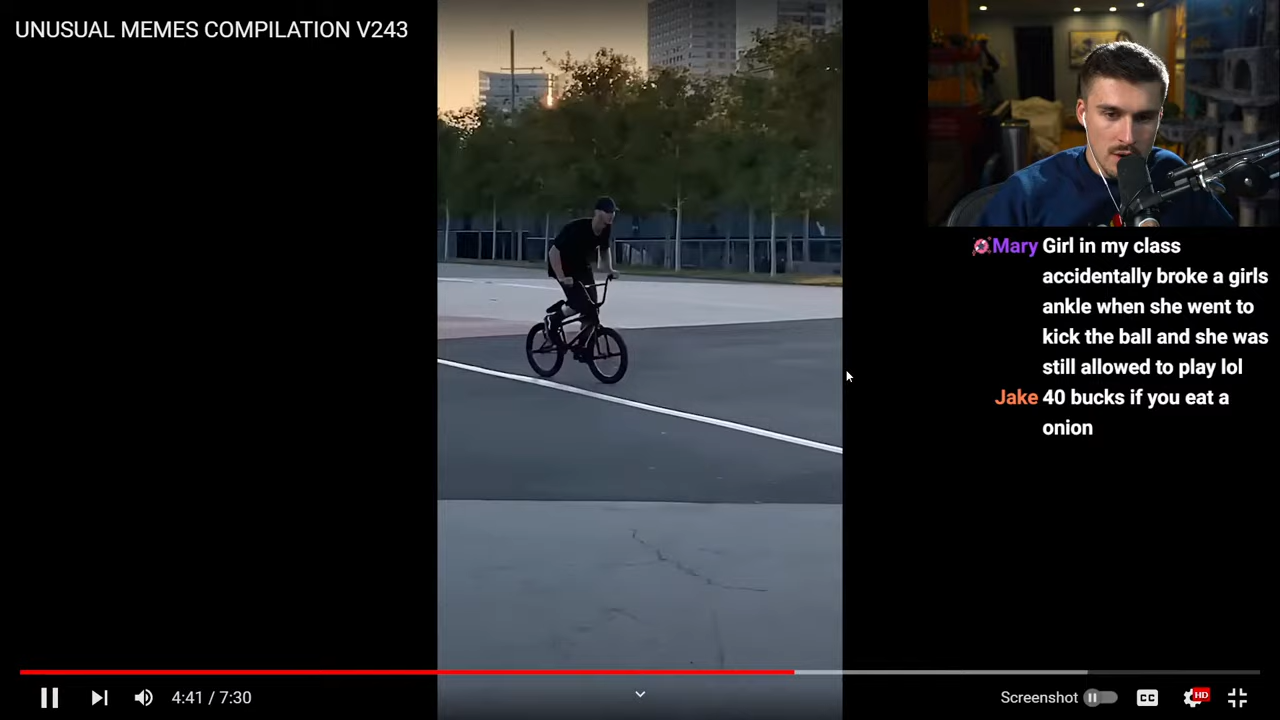 UNUSUAL MEMES COMPILATION V243
Mary Girl in my class
accidentally broke a girls
ankle when she went to
kick the ball and she was
still allowed to play lol
Jake 40 bucks if you eat a
onion
4:41 / 7:30
Screenshot
CC
HD